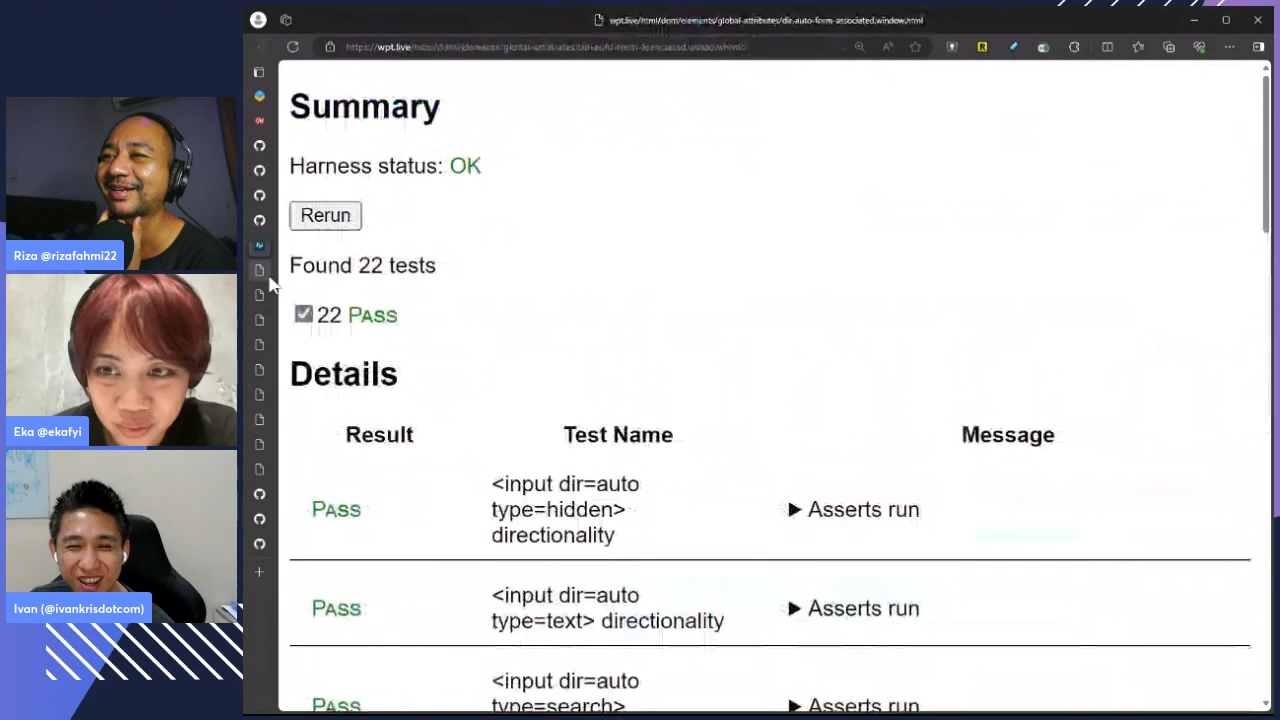 wpt.live/html/dom/elements/global-attributes/dir-auto-form-associated.window.html
https://wpt.live/
Summary
Harness status: OK
Rerun
Found 22 tests
22 PASS
Details
Result Test Name Message
PASS
<input dir=auto
type=hidden>
directionality
▶ Asserts run
PASS
<input dir=auto
type=text> directionality
▶ Asserts run
PASS
<input dir=auto
type=search>
▶ Asserts run
Riza @rizafahmi22
Eka @ekafyi
Ivan (@ivankrisdotcom)